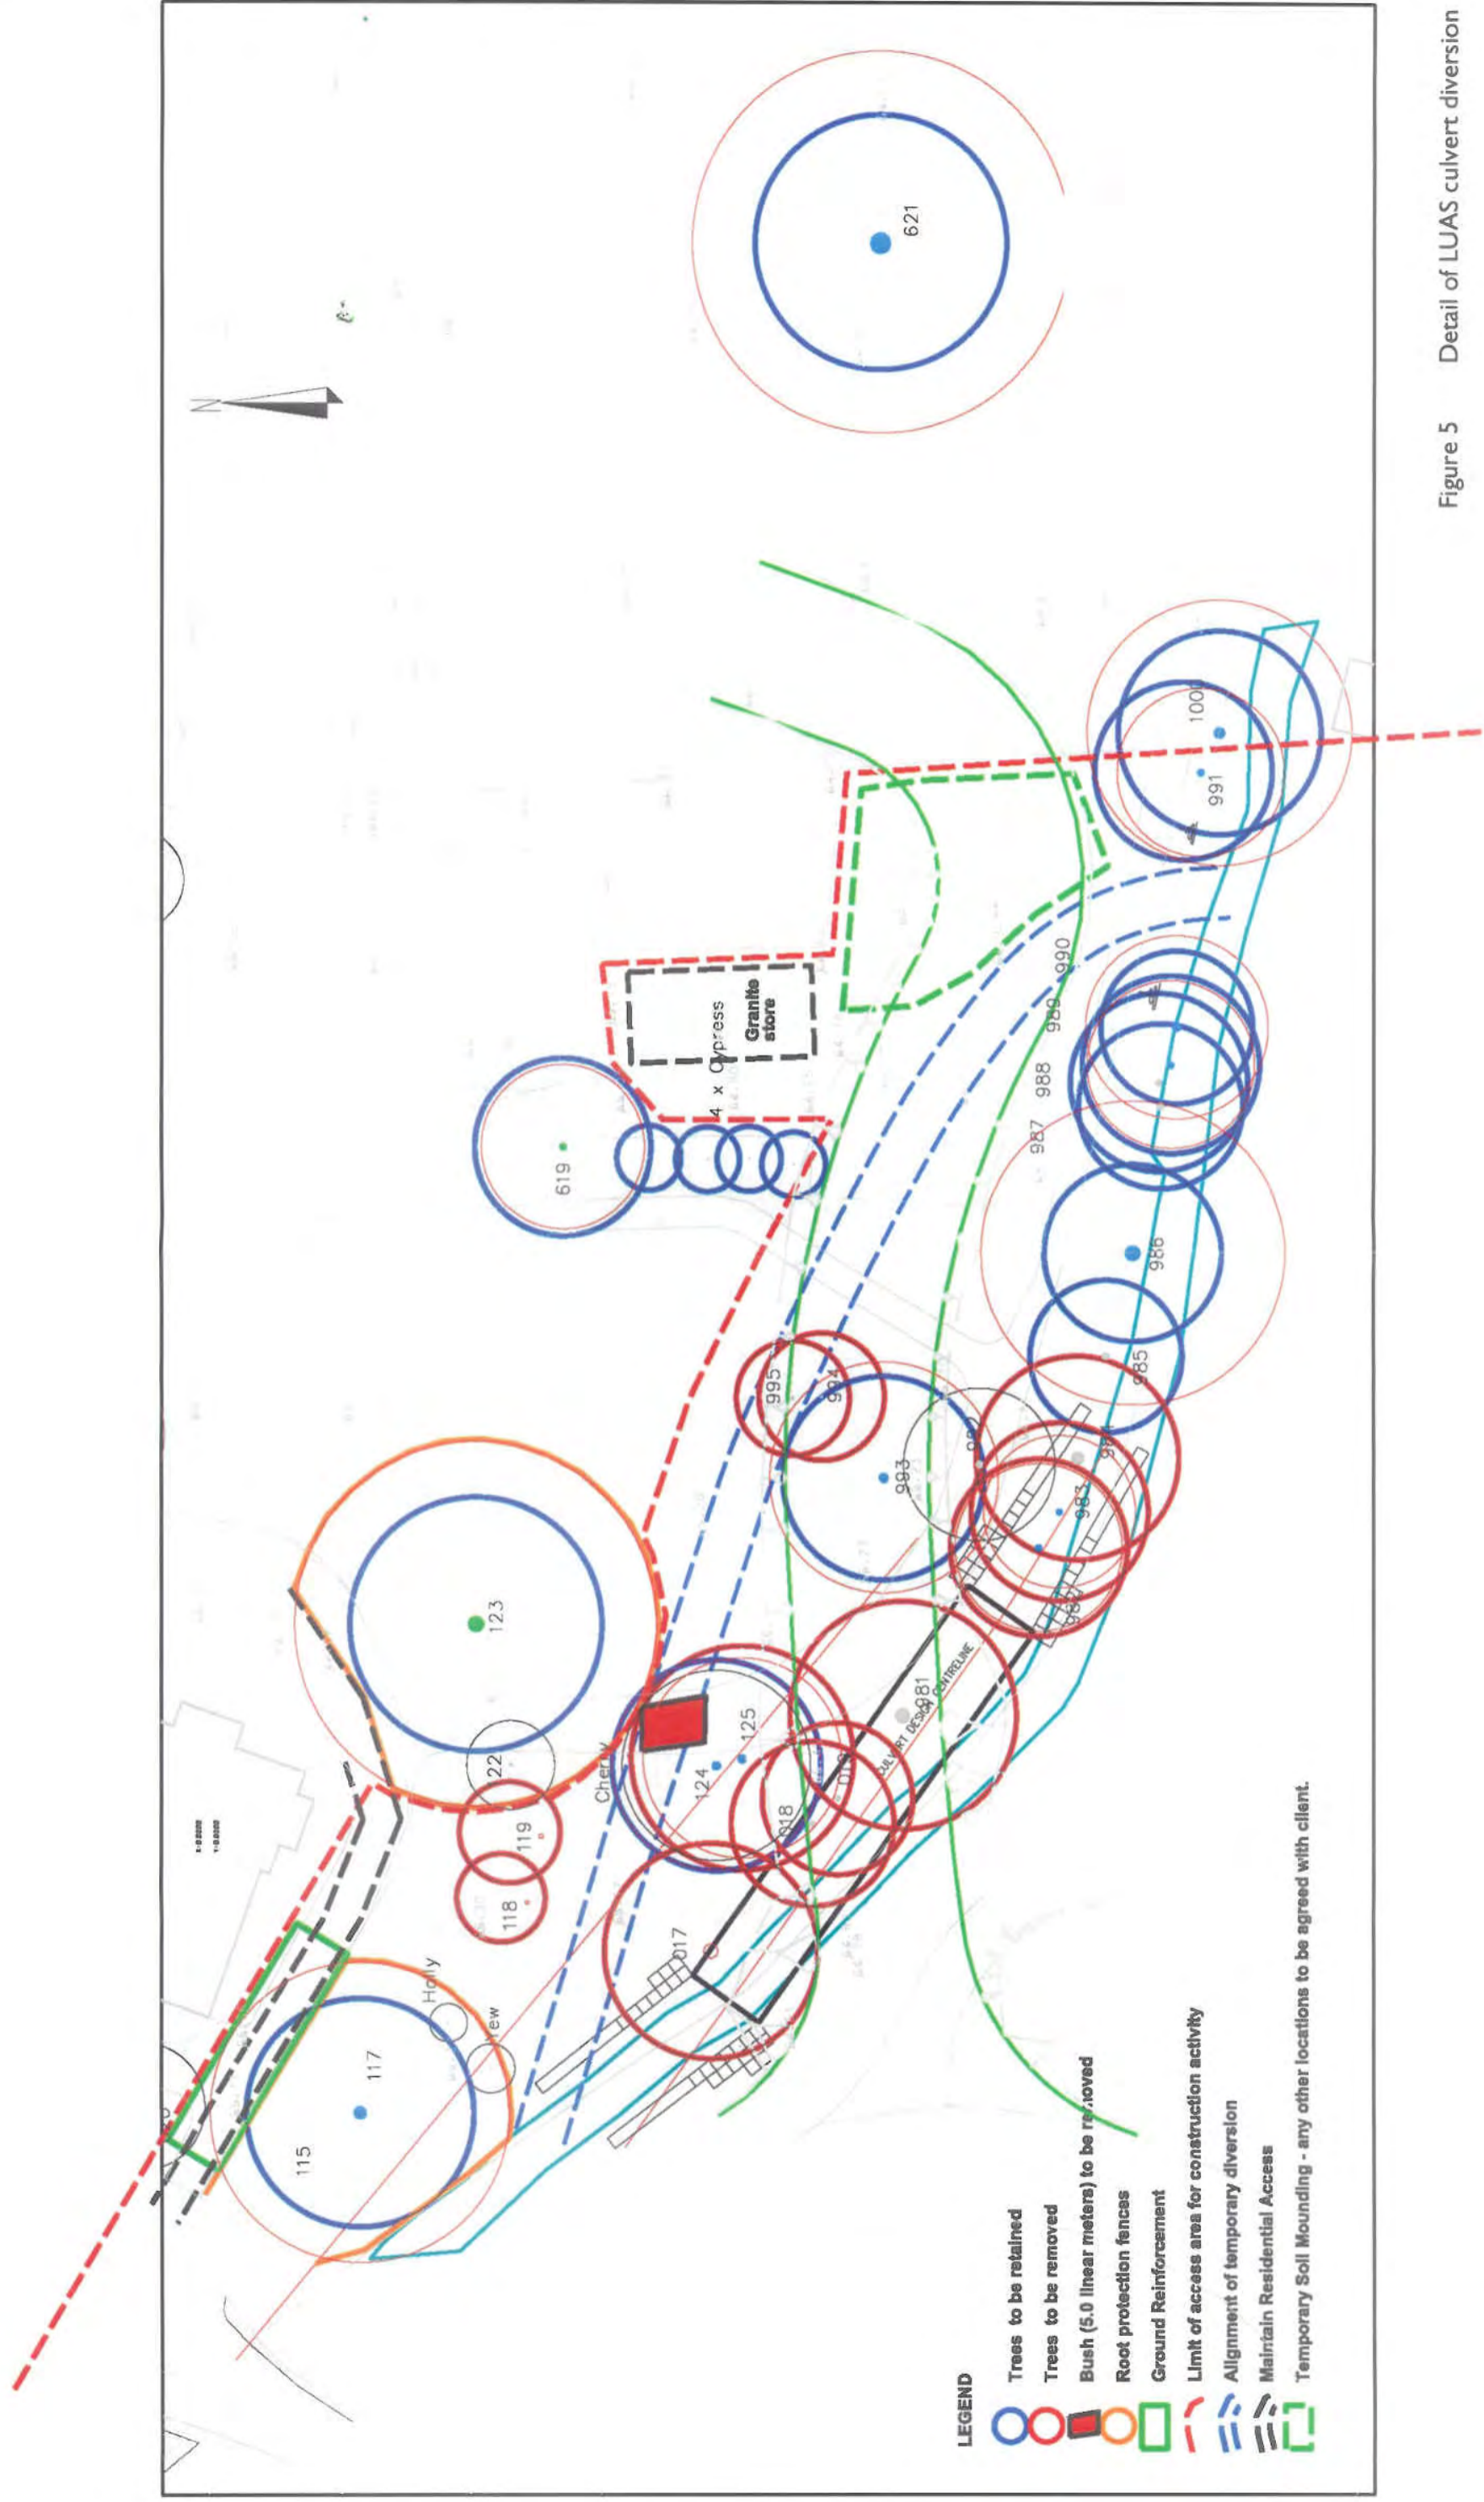 115
117
Holly
Yew
118
119
123
Cherry
124
125
017
018
981
CULVERT DESIGN CENTRELINE
619
4 x Cypress
Granite
store
995
994
993
983
985
986
987
988
989
990
991
621
N
LEGEND
Trees to be retained
Trees to be removed
Bush (5.0 linear meters) to be removed
Root protection fences
Ground Reinforcement
Limit of access area for construction activity
Alignment of temporary diversion
Maintain Residential Access
Temporary Soil Mounding - any other locations to be agreed with client.
Figure 5 Detail of LUAS culvert diversion